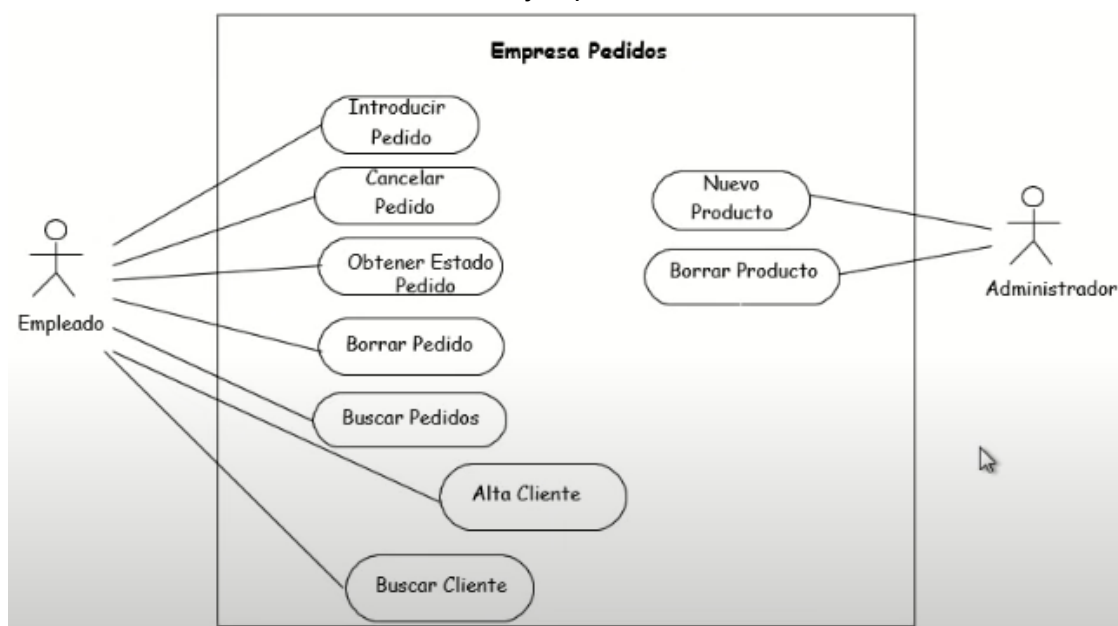 Empresa Pedidos
Introducir
Pedido
Cancelar
Pedido
Obtener Estado
Pedido
Borrar Pedido
Buscar Pedidos
Alta Cliente
Buscar Cliente
Empleado
Nuevo
Producto
Borrar Producto
Administrador